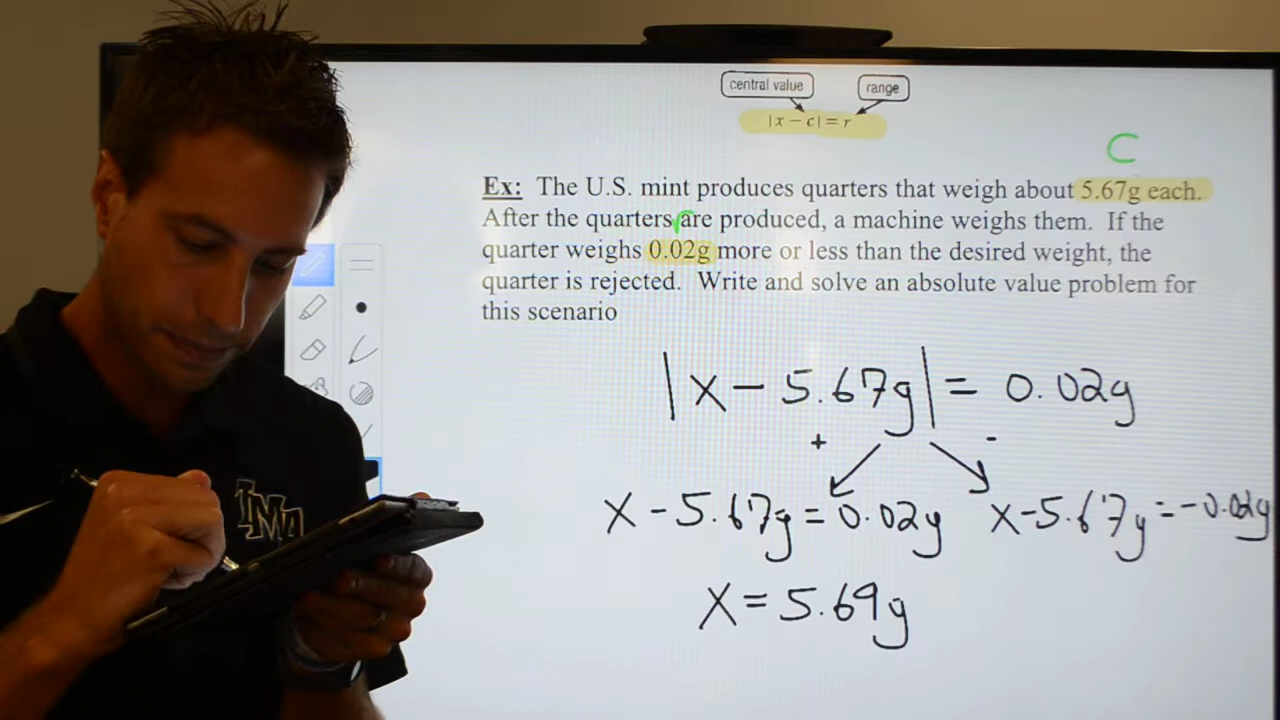 central value
range
|x − c| = r
C
Ex: The U.S. mint produces quarters that weigh about 5.67g each.
After the quarters are produced, a machine weighs them. If the
quarter weighs 0.02g more or less than the desired weight, the
quarter is rejected. Write and solve an absolute value problem for
this scenario
|x − 5.67g| = 0.02g
+ -
x − 5.67g = 0.02g x-5.67g = -0.02g
x = 5.69g
TMA